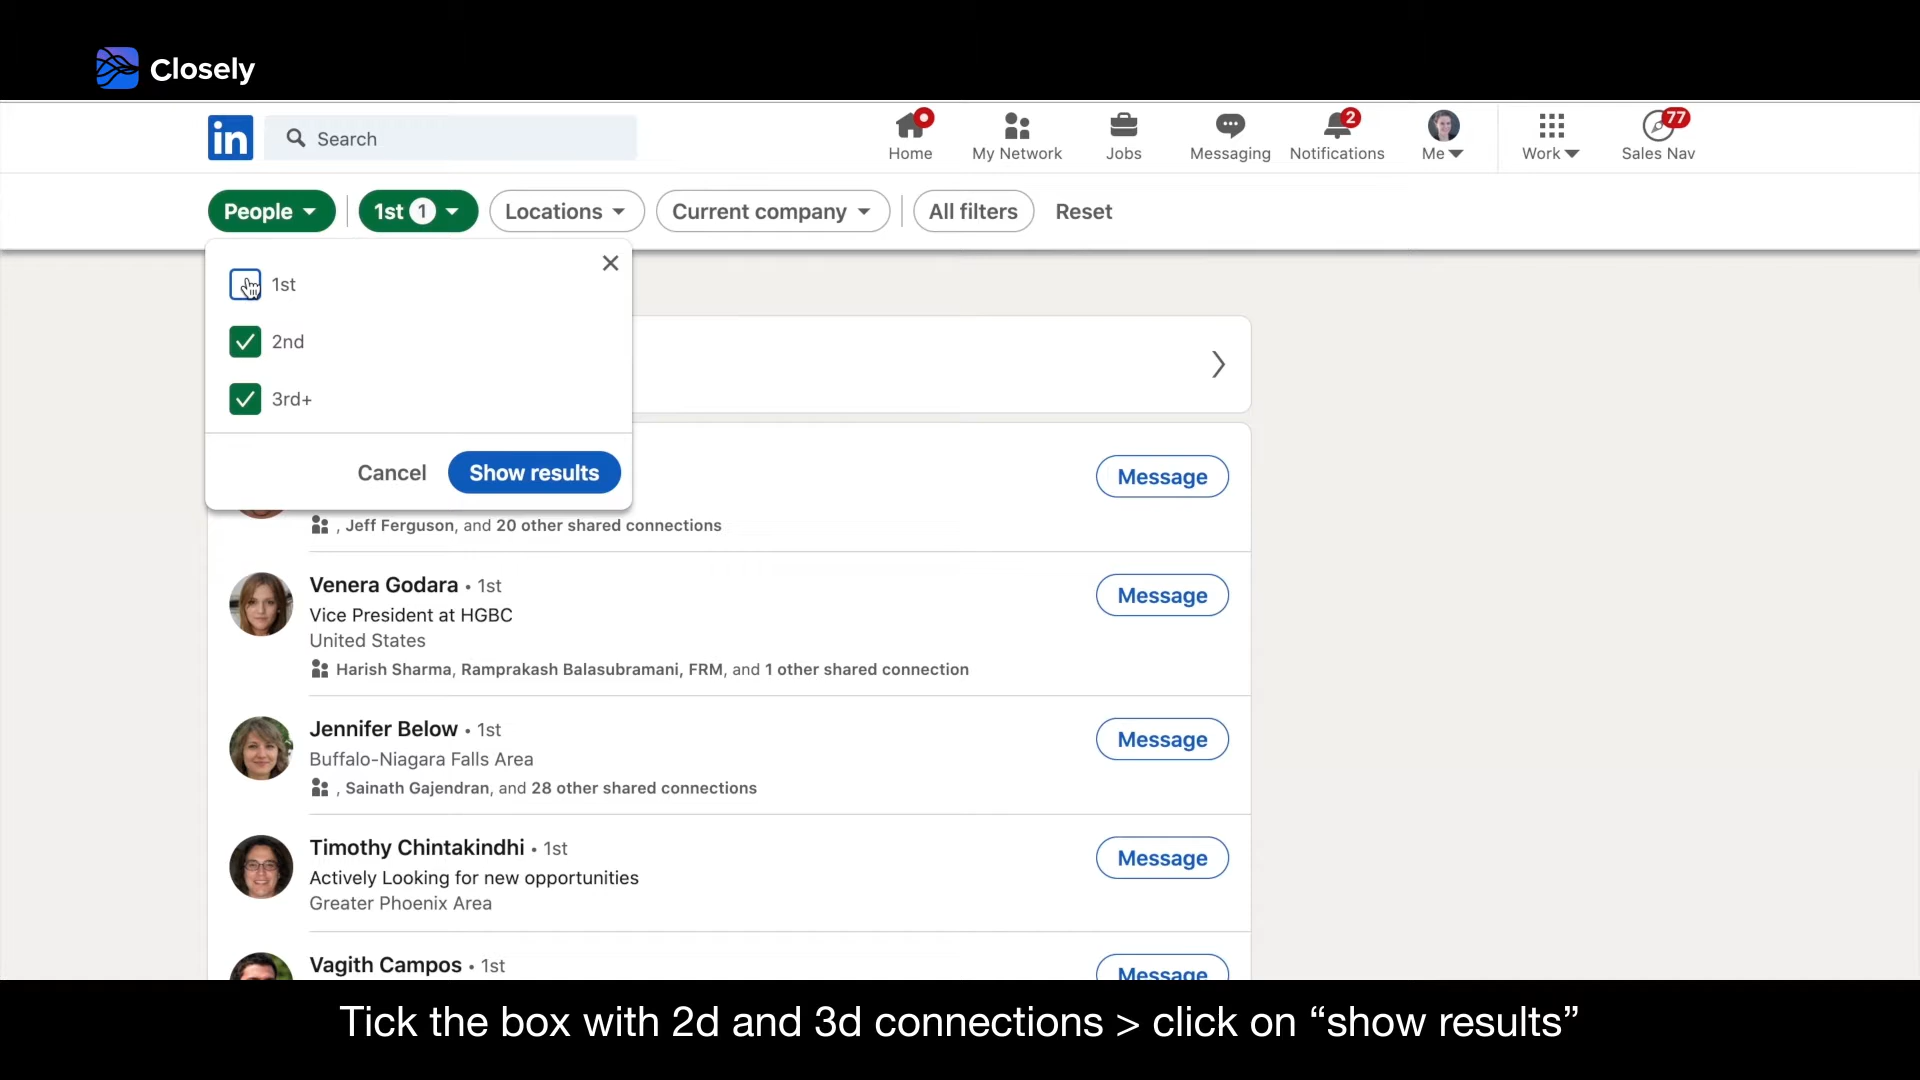 Closely
in
Search
Home
My Network
Jobs
Messaging
2
Notifications
Me
Work
77
Sales Nav
People
1st 1
Locations
Current company
All filters
Reset
1st
2nd
3rd+
Cancel
Show results
Message
, Jeff Ferguson, and 20 other shared connections
Venera Godara • 1st
Message
Vice President at HGBC
United States
Harish Sharma, Ramprakash Balasubramani, FRM, and 1 other shared connection
Jennifer Below • 1st
Message
Buffalo-Niagara Falls Area
, Sainath Gajendran, and 28 other shared connections
Timothy Chintakindhi • 1st
Message
Actively Looking for new opportunities
Greater Phoenix Area
Vagith Campos • 1st
Message
Tick the box with 2d and 3d connections > click on “show results”